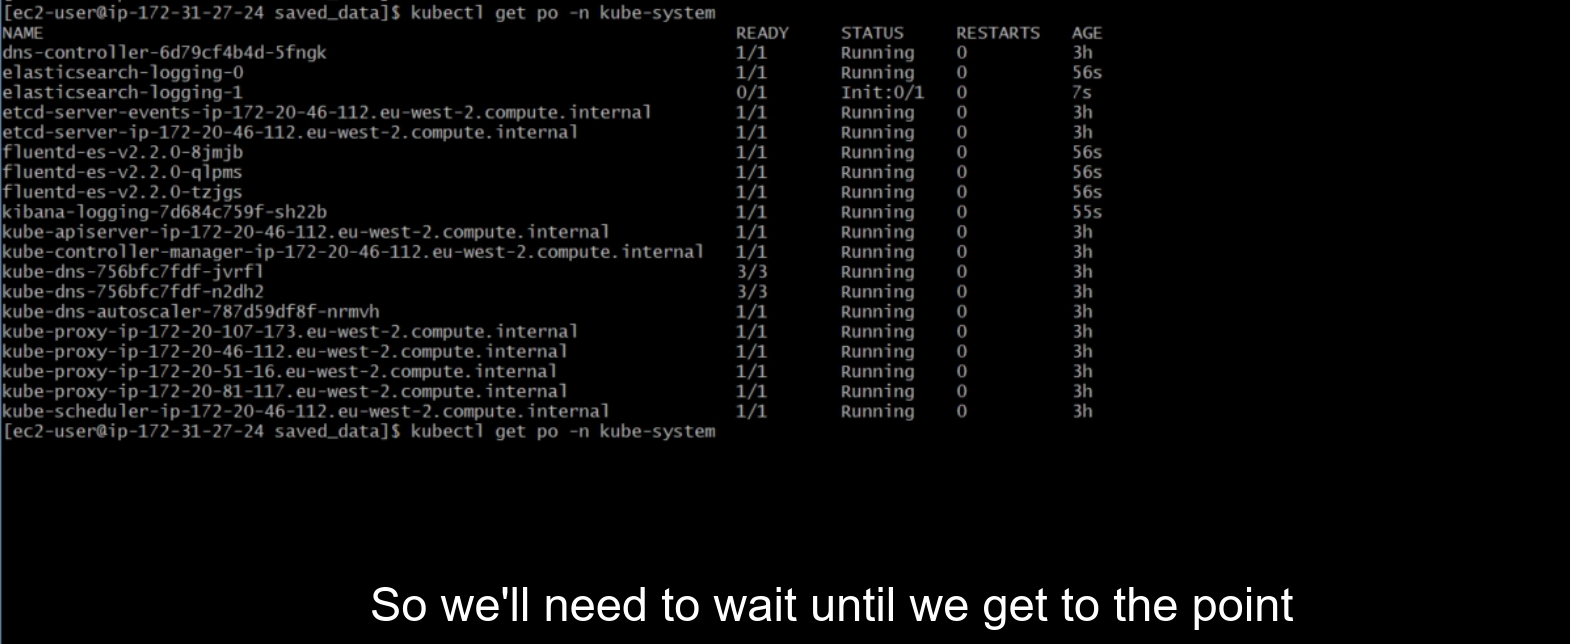 [ec2-user@ip-172-31-27-24 saved_data]$ kubectl get po -n kube-system
NAME READY STATUS RESTARTS AGE
dns-controller-6d79cf4b4d-5fngk 1/1 Running 0 3h
elasticsearch-logging-0 1/1 Running 0 56s
elasticsearch-logging-1 0/1 Init:0/1 0 7s
etcd-server-events-ip-172-20-46-112.eu-west-2.compute.internal 1/1 Running 0 3h
etcd-server-ip-172-20-46-112.eu-west-2.compute.internal 1/1 Running 0 3h
fluentd-es-v2.2.0-8jmjb 1/1 Running 0 56s
fluentd-es-v2.2.0-qlpms 1/1 Running 0 56s
fluentd-es-v2.2.0-tzjgs 1/1 Running 0 56s
kibana-logging-7d684c759f-sh22b 1/1 Running 0 55s
kube-apiserver-ip-172-20-46-112.eu-west-2.compute.internal 1/1 Running 0 3h
kube-controller-manager-ip-172-20-46-112.eu-west-2.compute.internal 1/1 Running 0 3h
kube-dns-756bfc7fdf-jvrfl 3/3 Running 0 3h
kube-dns-756bfc7fdf-n2dh2 3/3 Running 0 3h
kube-dns-autoscaler-787d59df8f-nrmvh 1/1 Running 0 3h
kube-proxy-ip-172-20-107-173.eu-west-2.compute.internal 1/1 Running 0 3h
kube-proxy-ip-172-20-46-112.eu-west-2.compute.internal 1/1 Running 0 3h
kube-proxy-ip-172-20-51-16.eu-west-2.compute.internal 1/1 Running 0 3h
kube-proxy-ip-172-20-81-117.eu-west-2.compute.internal 1/1 Running 0 3h
kube-scheduler-ip-172-20-46-112.eu-west-2.compute.internal 1/1 Running 0 3h
[ec2-user@ip-172-31-27-24 saved_data]$ kubectl get po -n kube-system
So we'll need to wait until we get to the point